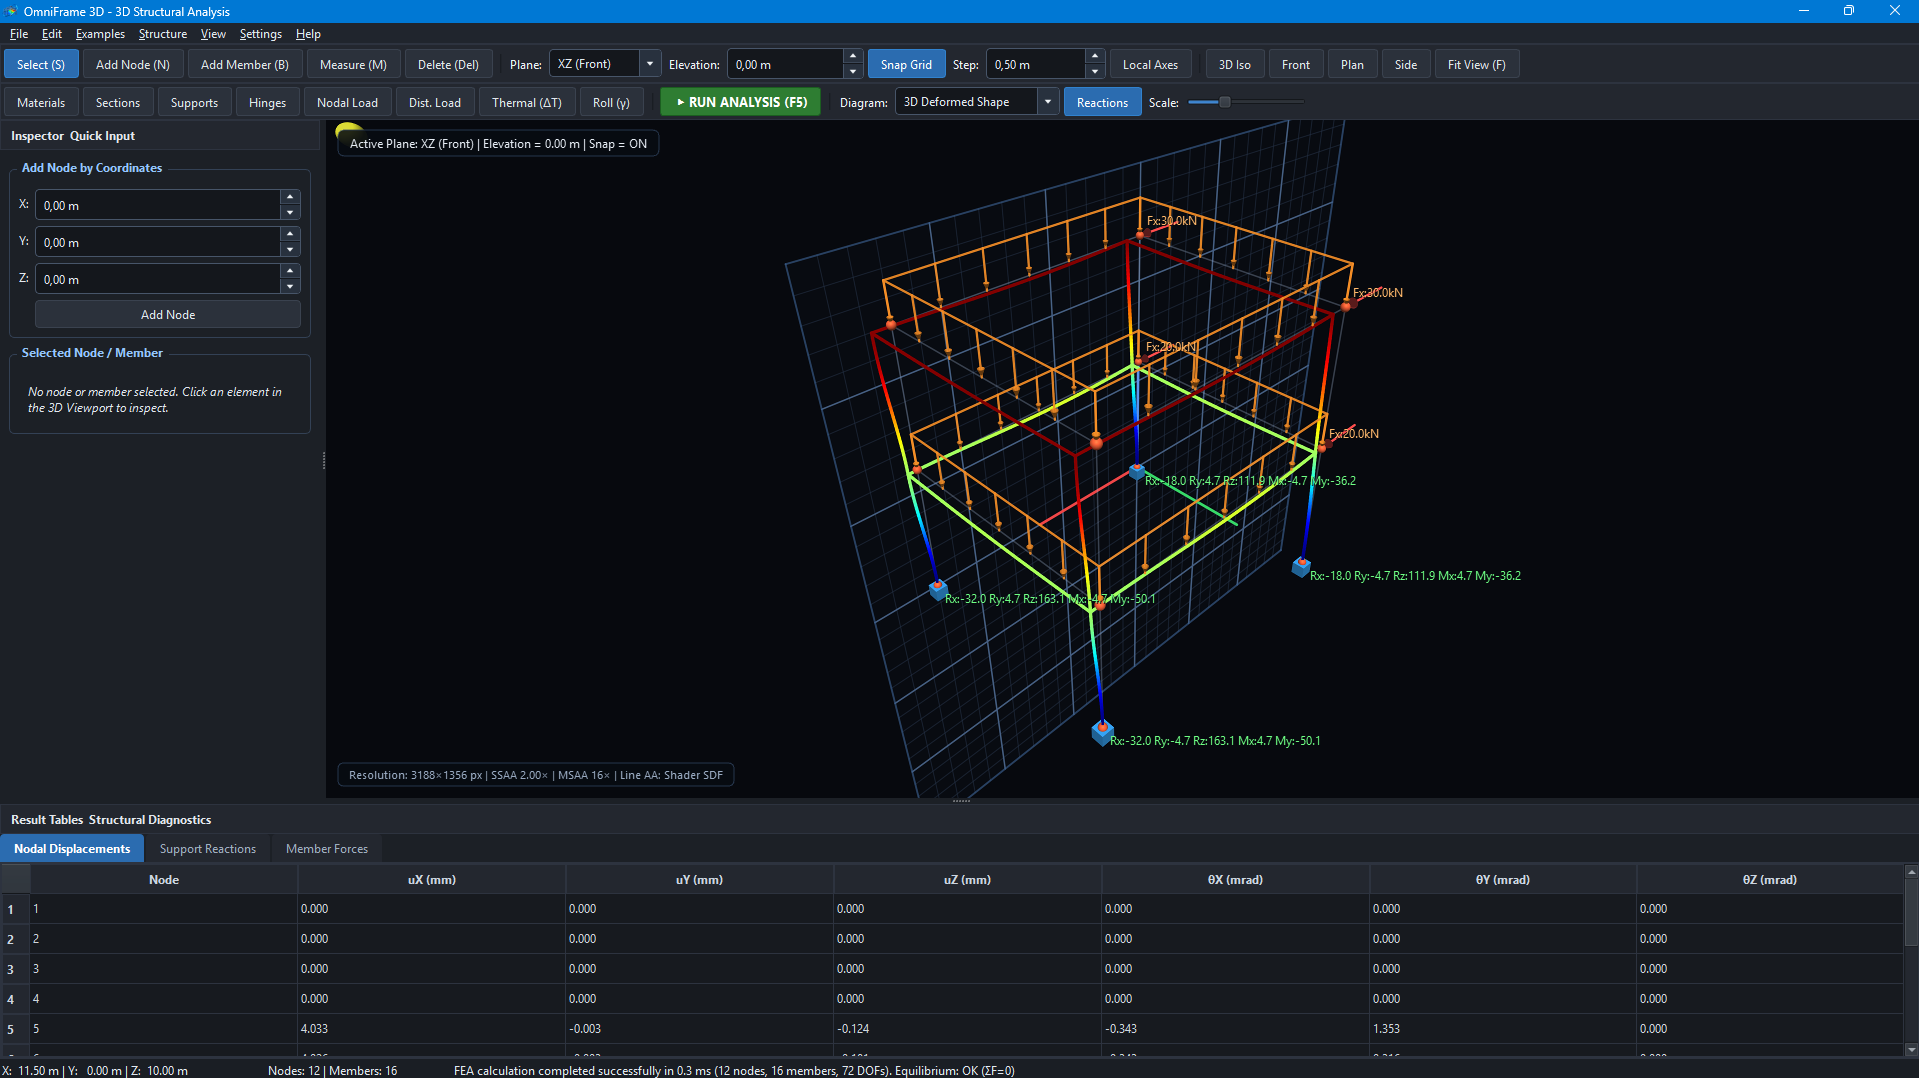 OmniFrame 3D - 3D Structural Analysis
File Edit Examples Structure View Settings Help
Select (S) Add Node (N) Add Member (B) Measure (M) Delete (Del) Plane: XZ (Front) Elevation: 0,00 m Snap Grid Step: 0,50 m Local Axes 3D Iso Front Plan Side Fit View (F)
Materials Sections Supports Hinges Nodal Load Dist. Load Thermal (ΔT) Roll (γ) RUN ANALYSIS (F5) Diagram: 3D Deformed Shape Reactions Scale:
Inspector Quick Input
Add Node by Coordinates
X: 0,00 m
Y: 0,00 m
Z: 0,00 m
Add Node
Selected Node / Member
No node or member selected. Click an element in
the 3D Viewport to inspect.
Active Plane: XZ (Front) | Elevation = 0.00 m | Snap = ON
Fx:30.0kN
Fx:30.0kN
Fx:20.0kN
Fx:20.0kN
Rx:-18.0 Ry:4.7 Rz:111.9 Mx:-4.7 My:-36.2
Rx:-18.0 Ry:-4.7 Rz:111.9 Mx:4.7 My:-36.2
Rx:-32.0 Ry:4.7 Rz:163.1 Mx:-4.7 My:-50.1
Rx:-32.0 Ry:-4.7 Rz:163.1 Mx:4.7 My:-50.1
Resolution: 3188×1356 px | SSAA 2.00× | MSAA 16× | Line AA: Shader SDF
Result Tables Structural Diagnostics
Nodal Displacements Support Reactions Member Forces
Node uX (mm) uY (mm) uZ (mm) θX (mrad) θY (mrad) θZ (mrad)
1 1 0.000 0.000 0.000 0.000 0.000 0.000
2 2 0.000 0.000 0.000 0.000 0.000 0.000
3 3 0.000 0.000 0.000 0.000 0.000 0.000
4 4 0.000 0.000 0.000 0.000 0.000 0.000
5 5 4.033 -0.003 -0.124 -0.343 1.353 0.000
X: 11.50 m | Y: 0.00 m | Z: 10.00 m Nodes: 12 | Members: 16 FEA calculation completed successfully in 0.3 ms (12 nodes, 16 members, 72 DOFs). Equilibrium: OK (ΣF=0)